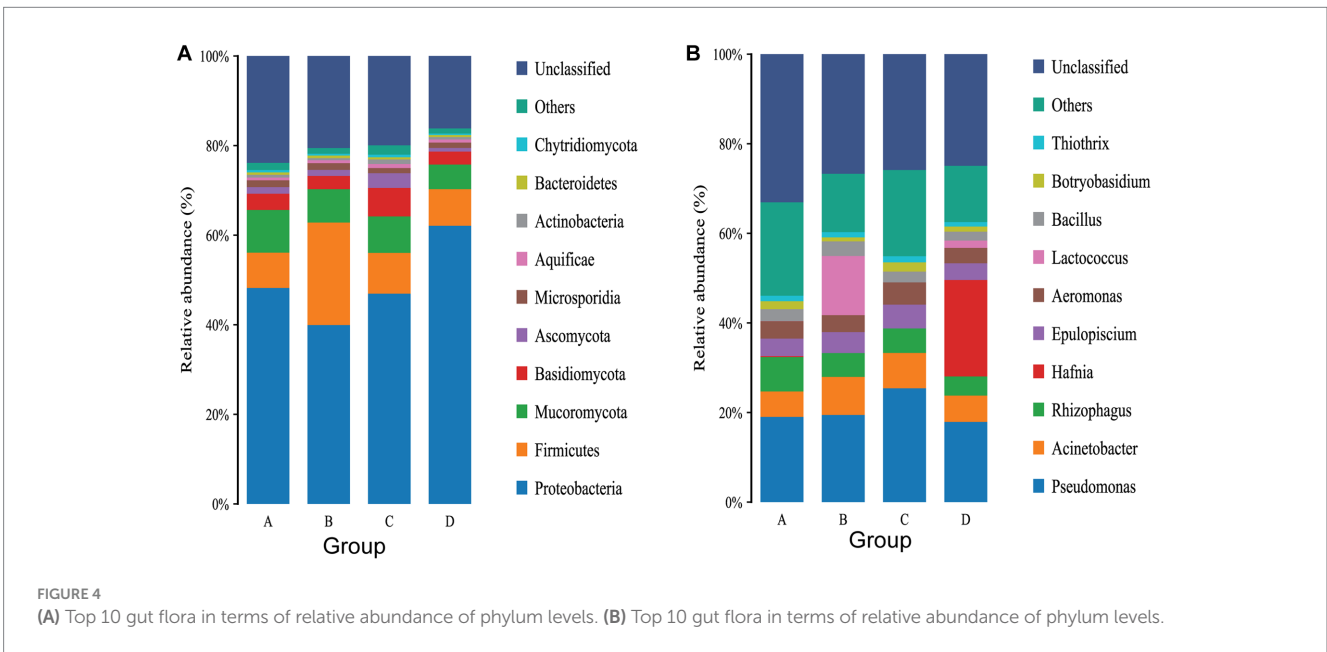 A
100%
80%
60%
40%
20%
0%
Relative abundance (%)
A B C D
Group
Unclassified
Others
Chytridiomycota
Bacteroidetes
Actinobacteria
Aquificae
Microsporidia
Ascomycota
Basidiomycota
Mucoromycota
Firmicutes
Proteobacteria
B
100%
80%
60%
40%
20%
0%
Relative abundance (%)
A B C D
Group
Unclassified
Others
Thiothrix
Botryobasidium
Bacillus
Lactococcus
Aeromonas
Epulopiscium
Hafnia
Rhizophagus
Acinetobacter
Pseudomonas
FIGURE 4
(A) Top 10 gut flora in terms of relative abundance of phylum levels. (B) Top 10 gut flora in terms of relative abundance of phylum levels.